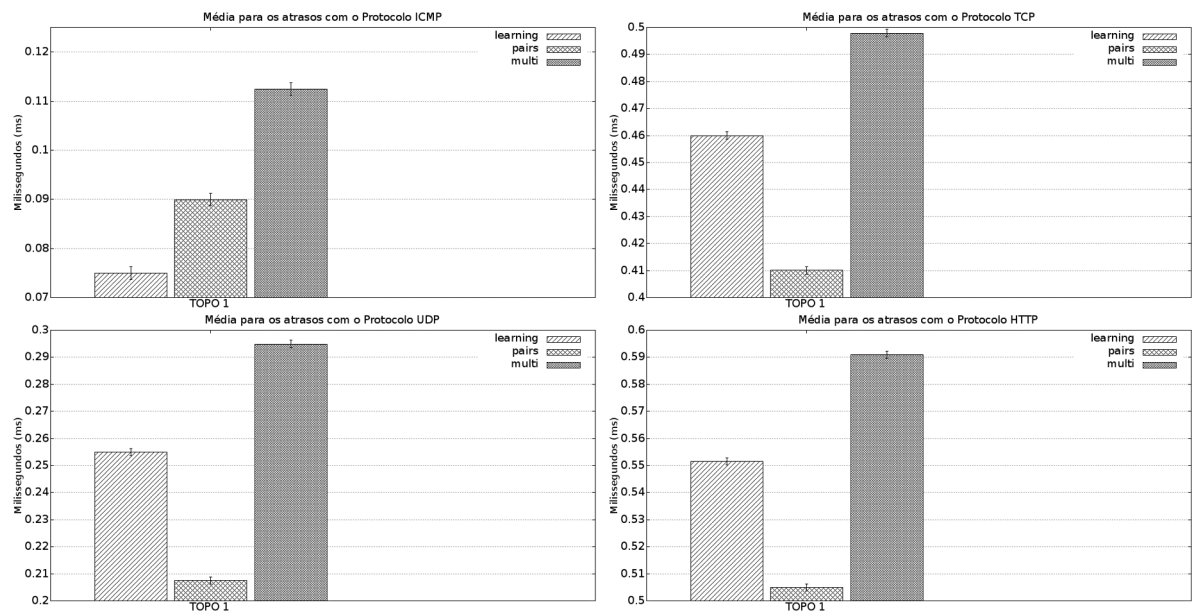 Média para os atrasos com o Protocolo ICMP
learning
pairs
multi
Milissegundos (ms)
0.12
0.11
0.1
0.09
0.08
0.07
TOPO 1
Média para os atrasos com o Protocolo TCP
learning
pairs
multi
Milissegundos (ms)
0.5
0.49
0.48
0.47
0.46
0.45
0.44
0.43
0.42
0.41
0.4
TOPO 1
Média para os atrasos com o Protocolo UDP
learning
pairs
multi
Milissegundos (ms)
0.3
0.29
0.28
0.27
0.26
0.25
0.24
0.23
0.22
0.21
0.2
TOPO 1
Média para os atrasos com o Protocolo HTTP
learning
pairs
multi
Milissegundos (ms)
0.6
0.59
0.58
0.57
0.56
0.55
0.54
0.53
0.52
0.51
0.5
TOPO 1